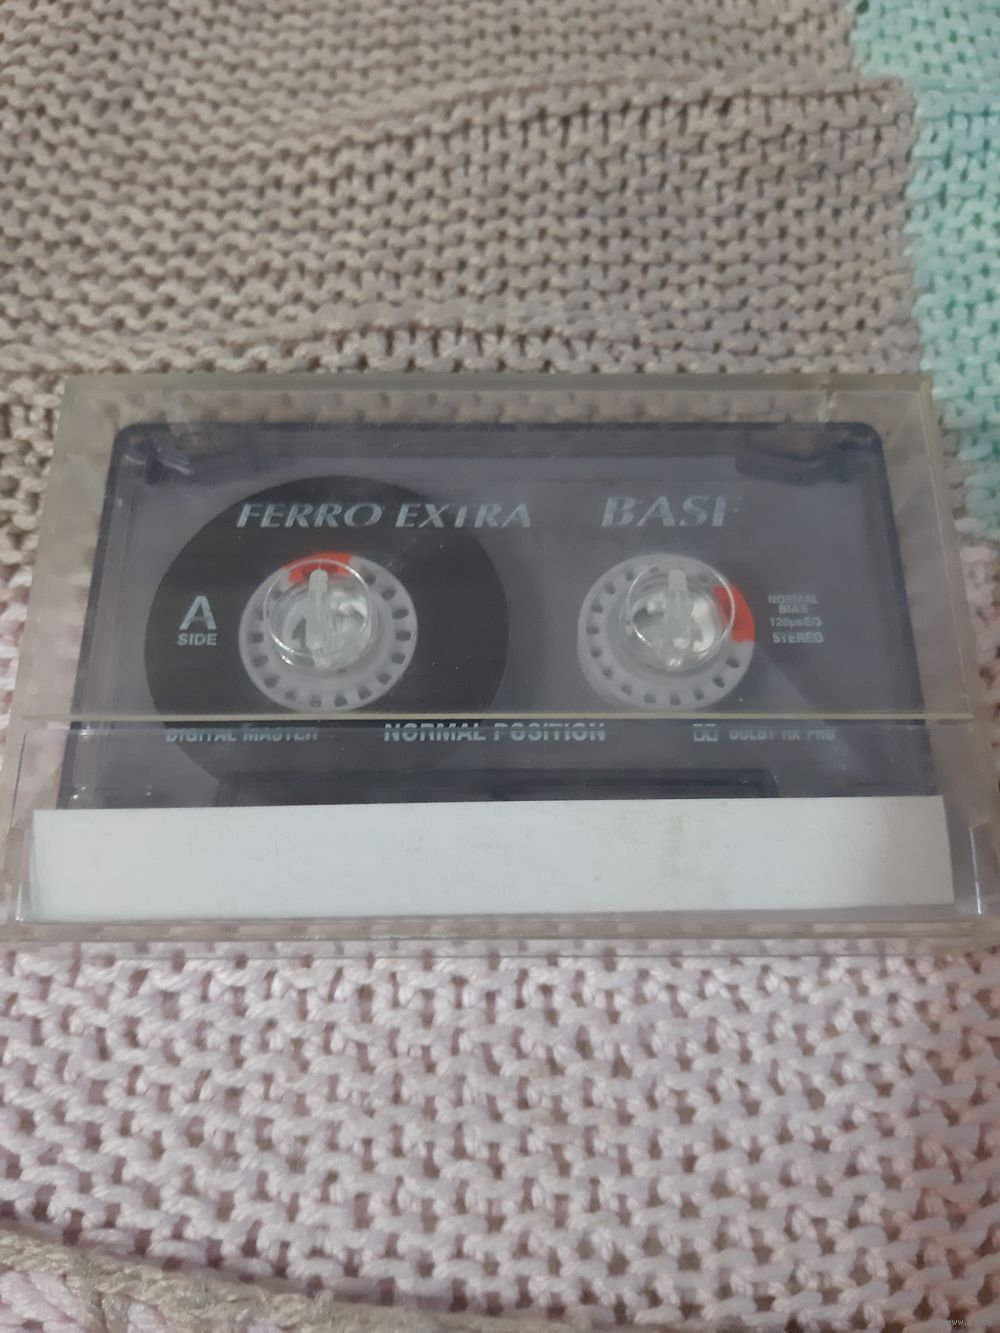 FERRO EXTRA BASF
A
SIDE
NORMAL
BIAS
120µs EQ
STEREO
DIGITAL MASTER NORMAL POSITION DOLBY HX PRO